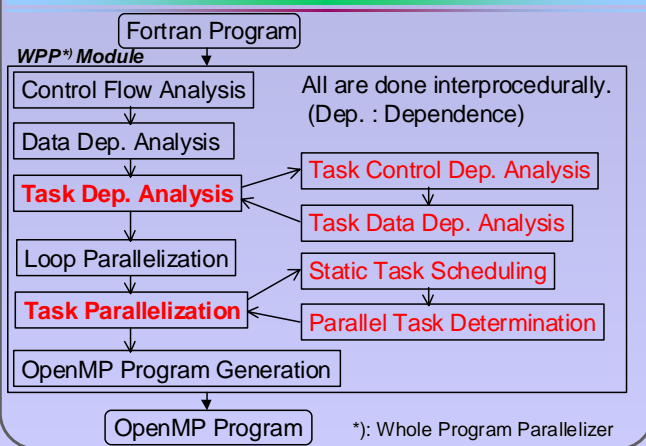 Fortran Program
WPP*) Module
Control Flow Analysis
All are done interprocedurally.
(Dep. : Dependence)
Data Dep. Analysis
Task Dep. Analysis
Task Control Dep. Analysis
Task Data Dep. Analysis
Loop Parallelization
Task Parallelization
Static Task Scheduling
Parallel Task Determination
OpenMP Program Generation
OpenMP Program
*): Whole Program Parallelizer